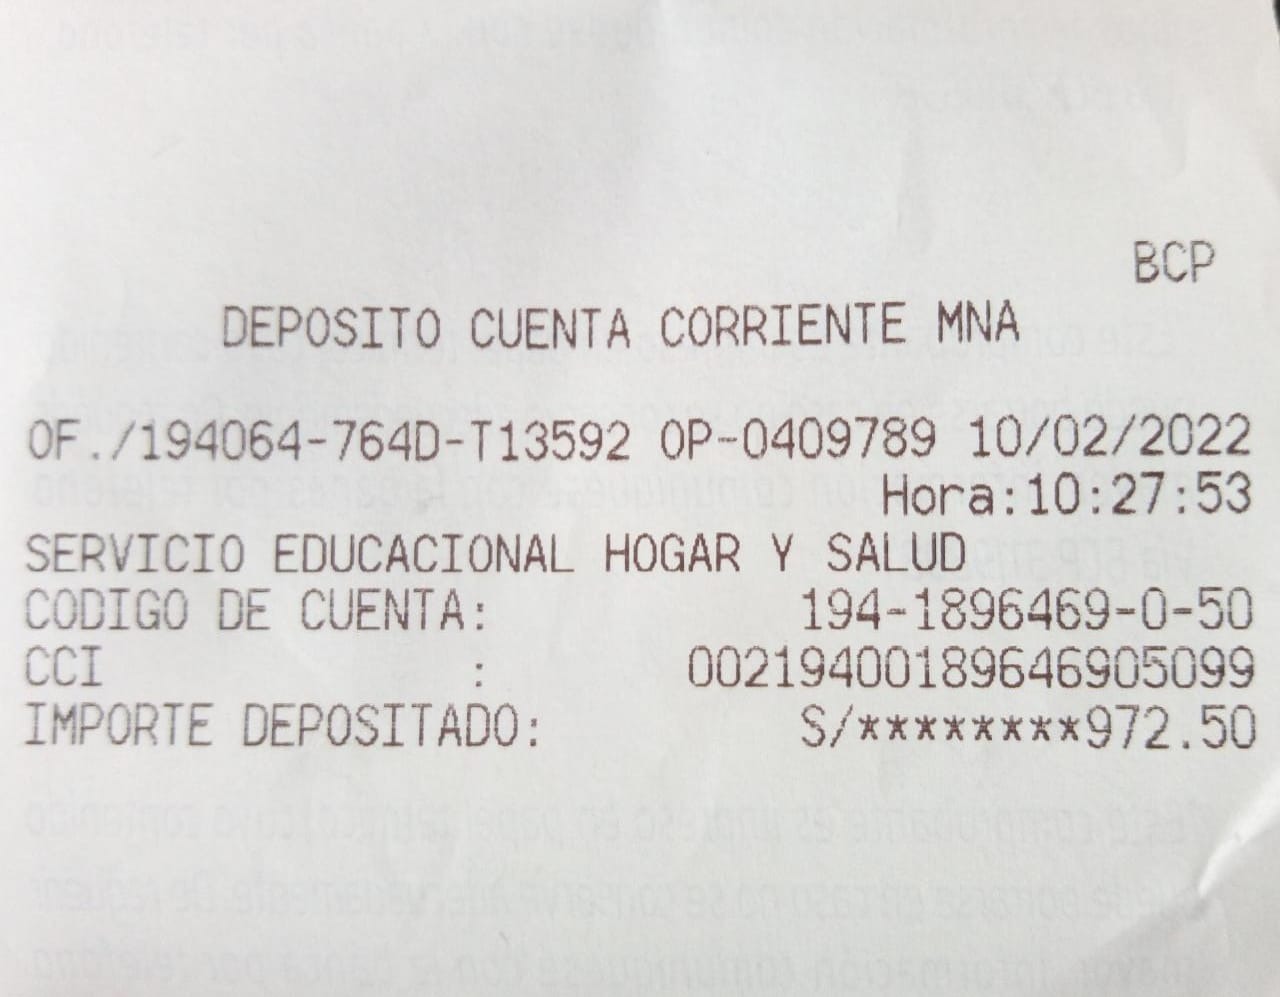 BCP
DEPOSITO CUENTA CORRIENTE MNA
OF./194064-764D-T13592 OP-0409789 10/02/2022
Hora:10:27:53
SERVICIO EDUCACIONAL HOGAR Y SALUD
CODIGO DE CUENTA: 194-1896469-0-50
CCI : 00219400189646905099
IMPORTE DEPOSITADO: S/********972.50